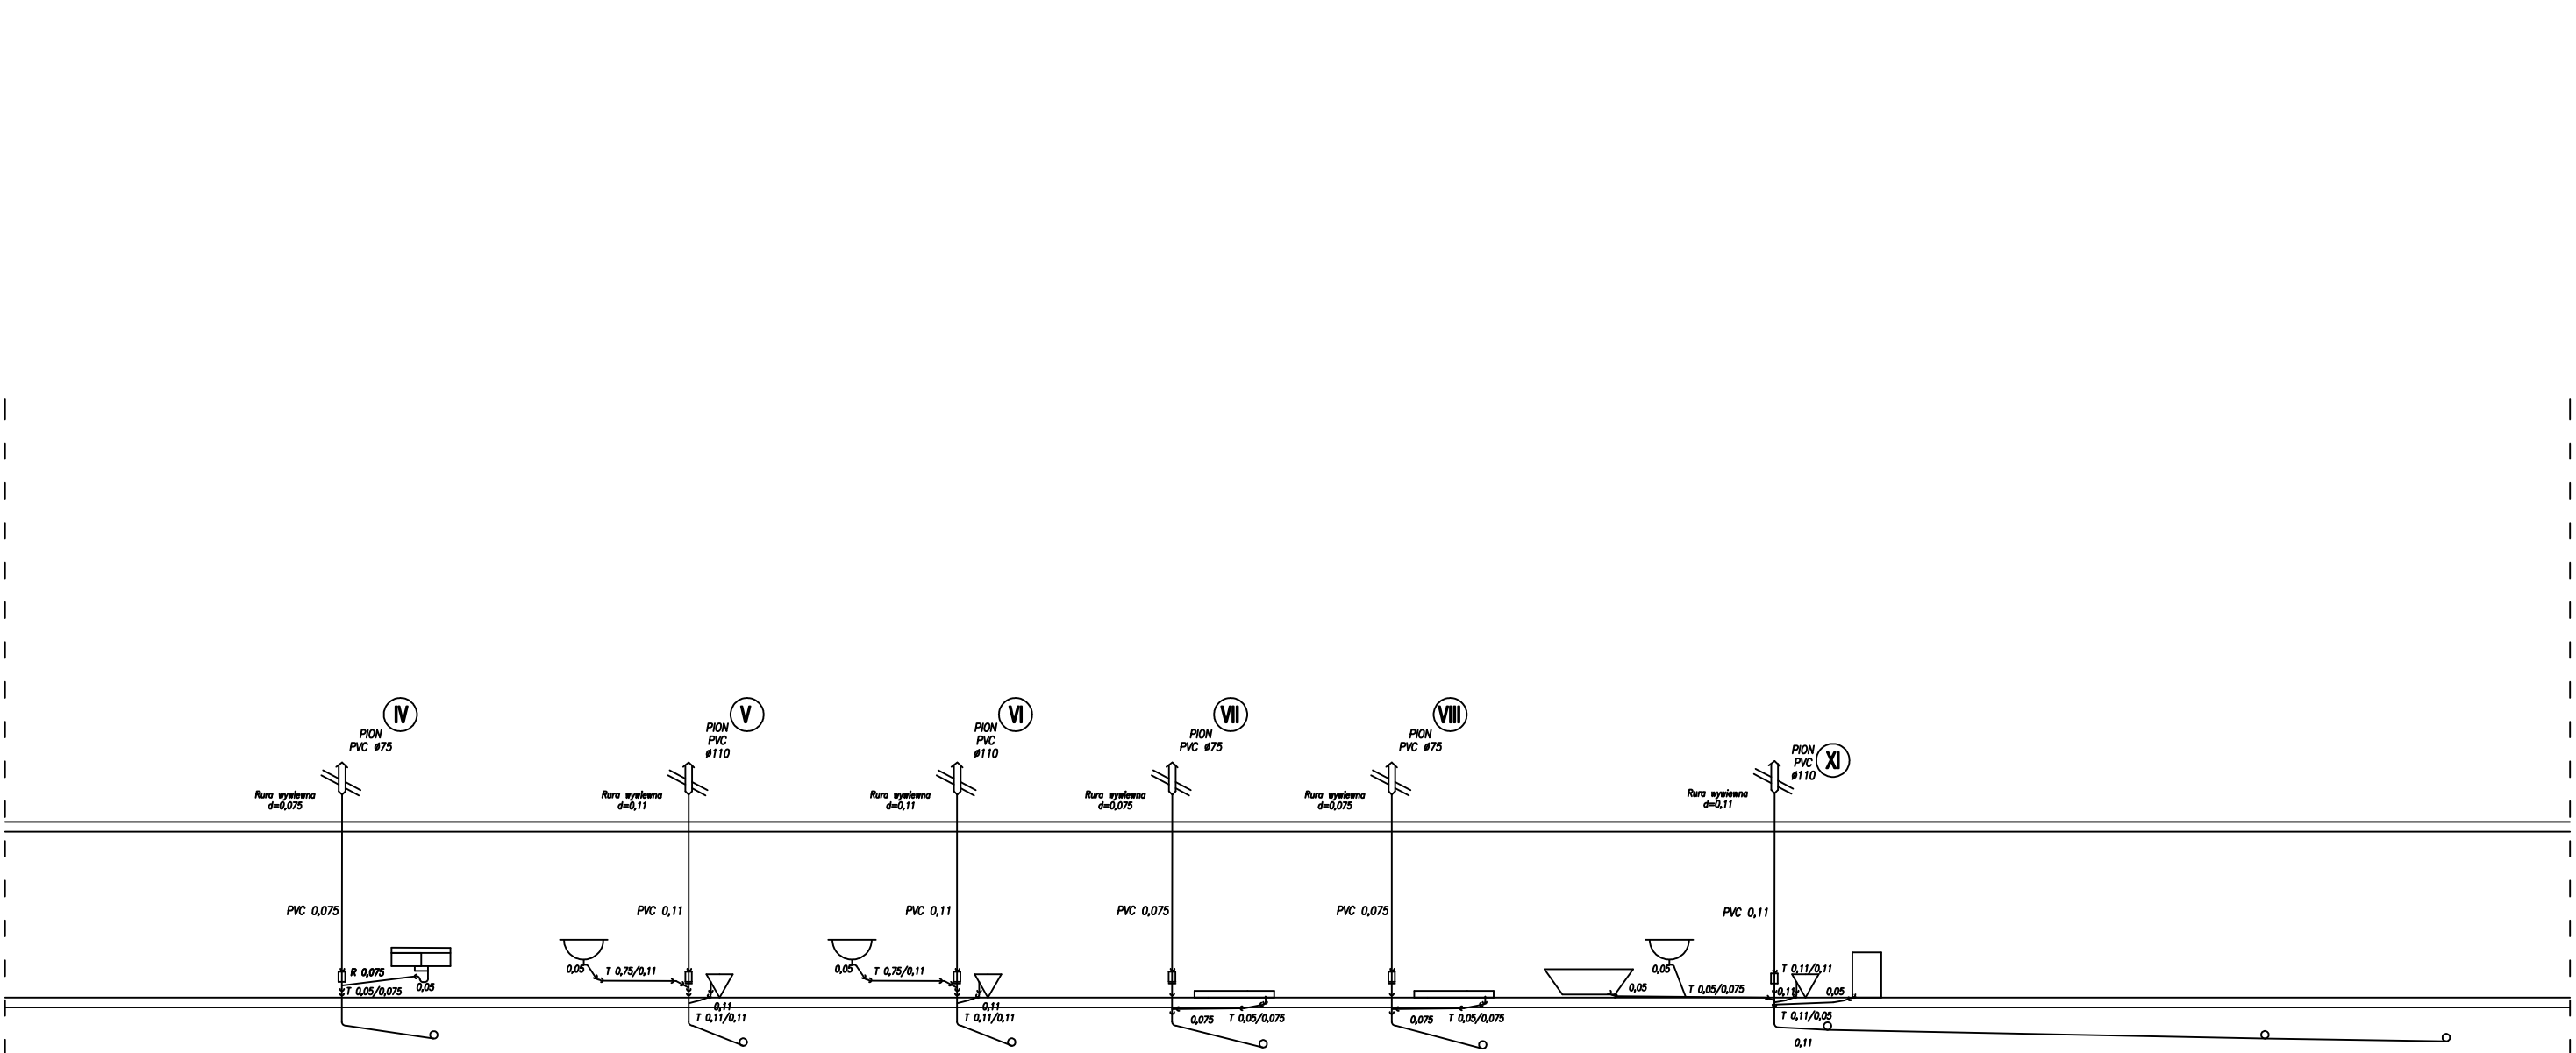 IV
PION
PVC ø75
Rura wywiewna
d=0,075
PVC 0,075
R 0,075
T 0,05/0,075
0,05
V
PION
PVC
ø110
Rura wywiewna
d=0,11
PVC 0,11
0,05
T 0,75/0,11
0,11
T 0,11/0,11
VI
PION
PVC
ø110
Rura wywiewna
d=0,11
PVC 0,11
0,05
T 0,75/0,11
0,11
T 0,11/0,11
VII
PION
PVC ø75
Rura wywiewna
d=0,075
PVC 0,075
0,075
T 0,05/0,075
VIII
PION
PVC ø75
Rura wywiewna
d=0,075
PVC 0,075
0,075
T 0,05/0,075
XI
PION
PVC
ø110
Rura wywiewna
d=0,11
PVC 0,11
0,05
0,05
T 0,05/0,075
T 0,11/0,11
0,11
0,05
T 0,11/0,05
0,11